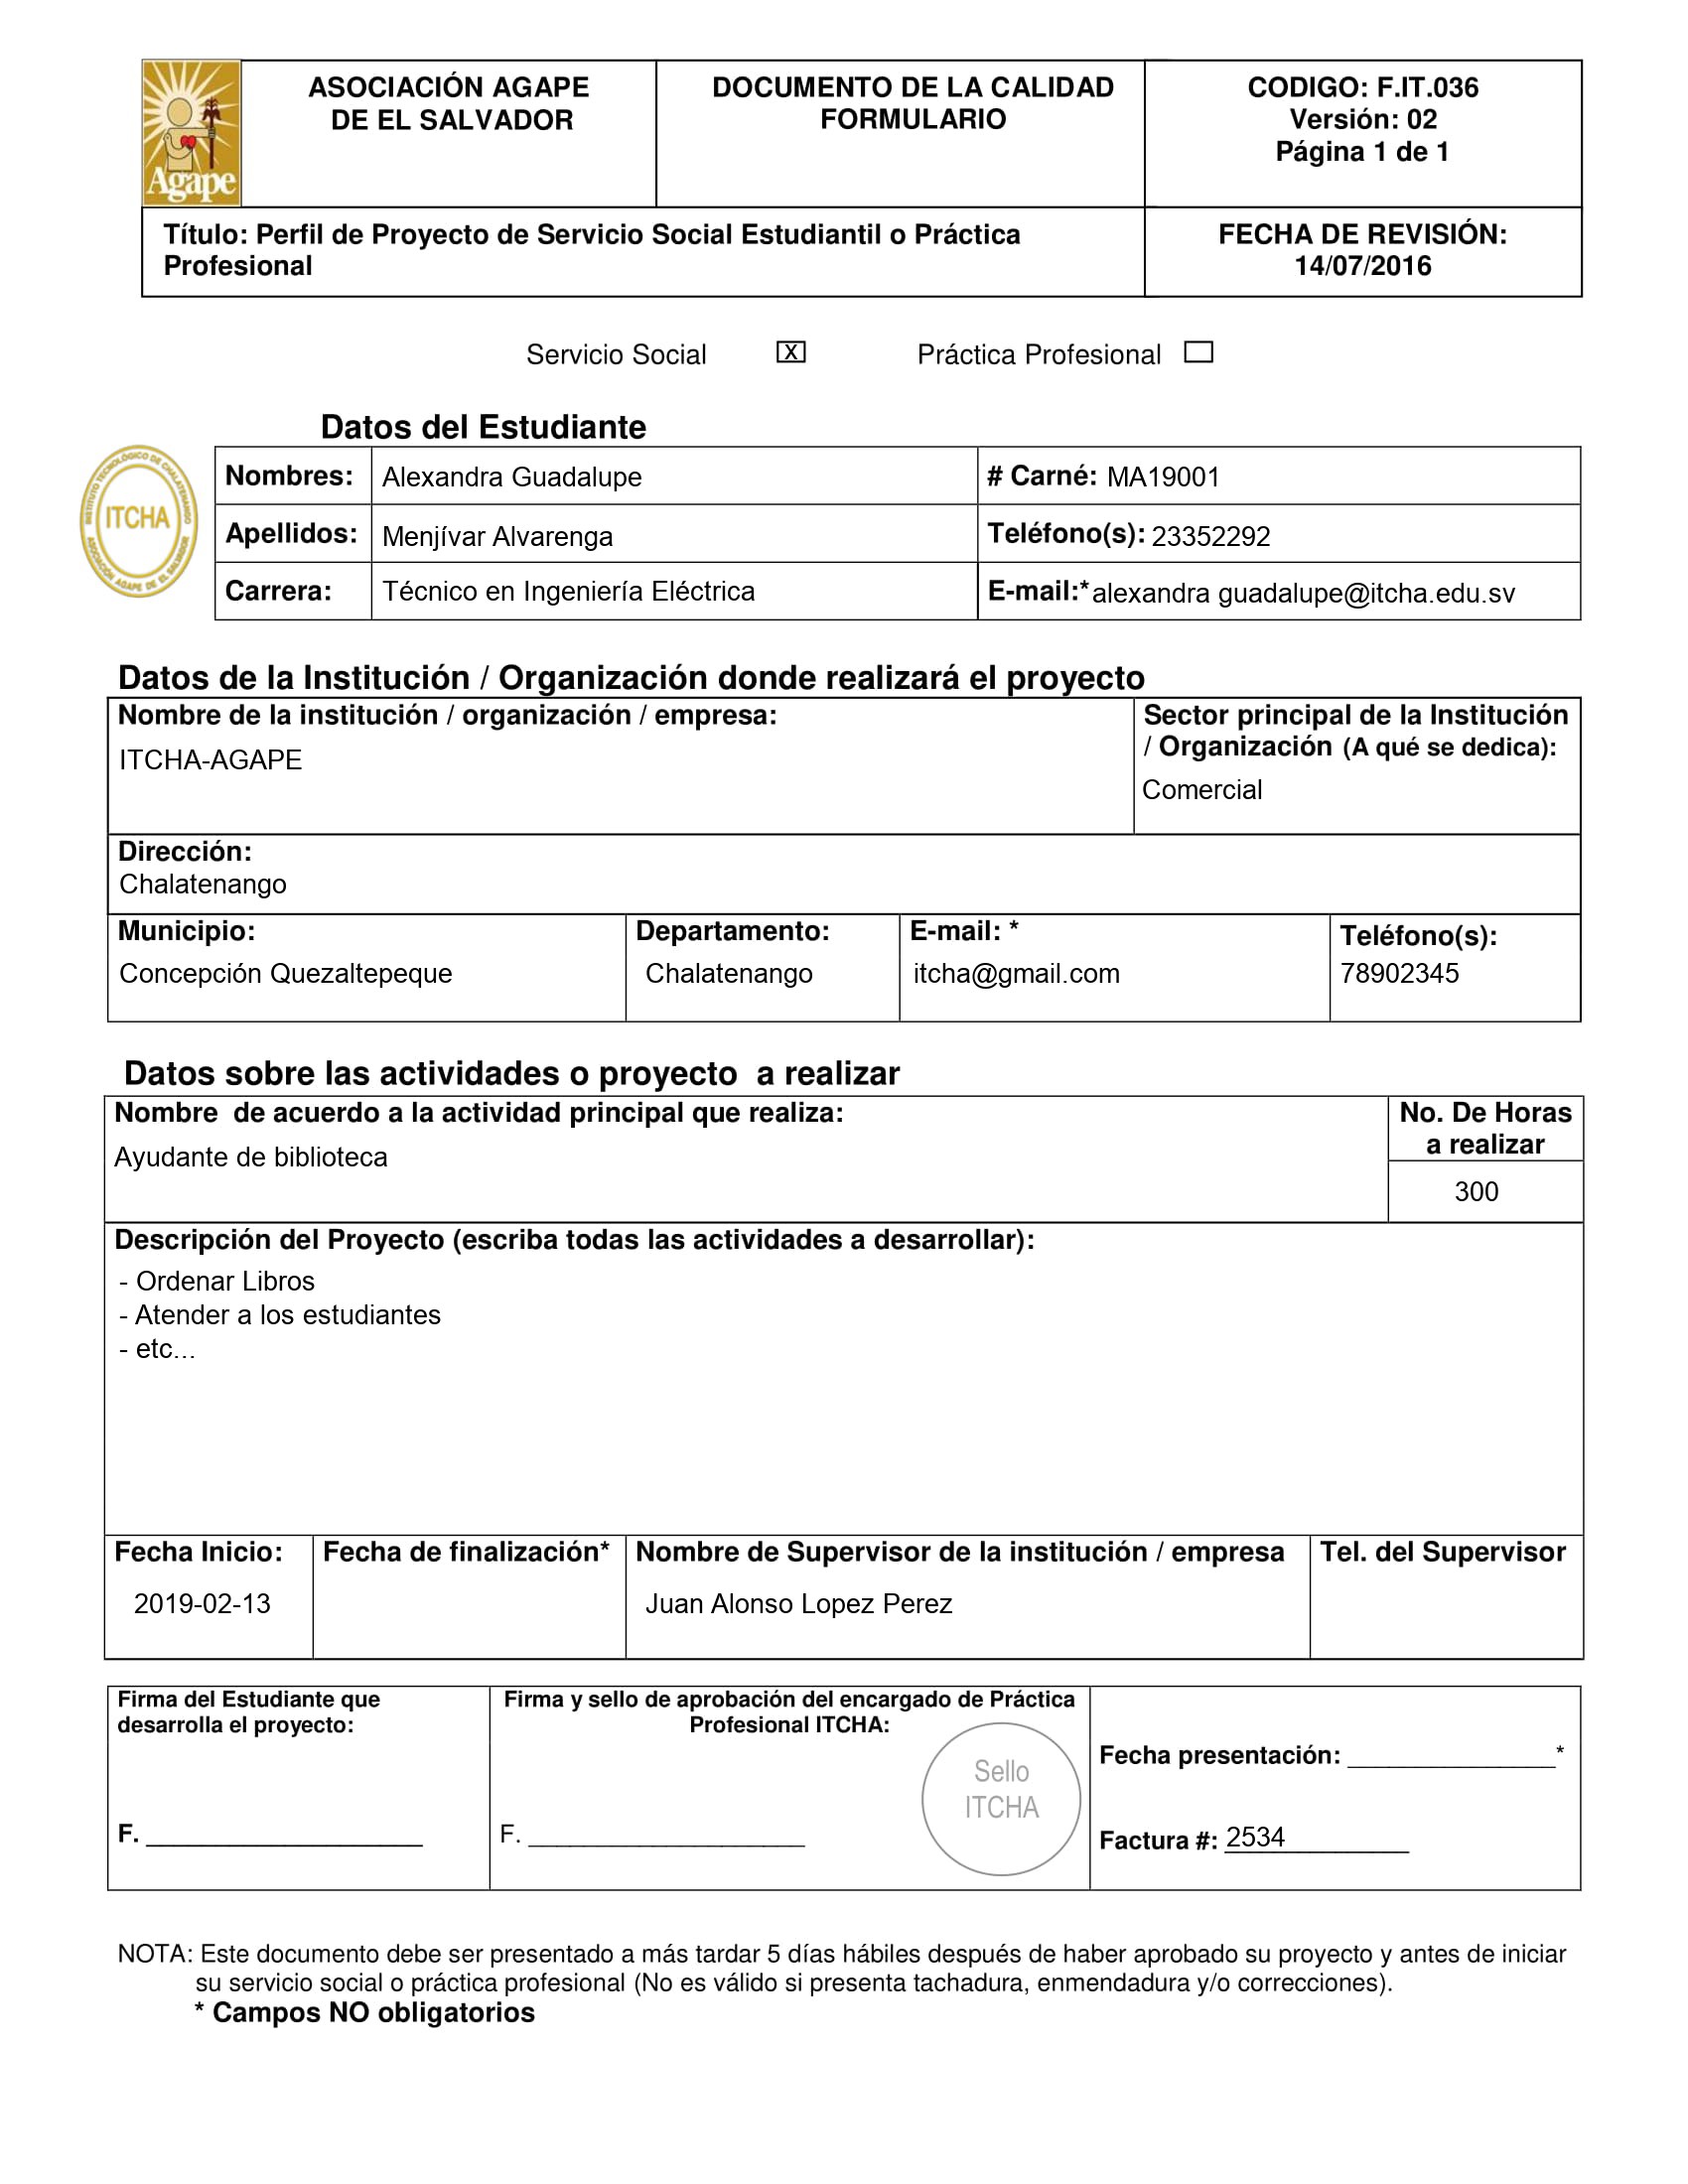 Agape
ASOCIACIÓN AGAPE
DE EL SALVADOR
DOCUMENTO DE LA CALIDAD
FORMULARIO
CODIGO: F.IT.036
Versión: 02
Página 1 de 1
Título: Perfil de Proyecto de Servicio Social Estudiantil o Práctica
Profesional
FECHA DE REVISIÓN:
14/07/2016
Servicio Social X Práctica Profesional
Datos del Estudiante
INSTITUTO TECNOLÓGICO DE CHALATENANGO
ITCHA
ASOCIACIÓN AGAPE DE EL SALVADOR
Nombres: Alexandra Guadalupe # Carné: MA19001
Apellidos: Menjívar Alvarenga Teléfono(s): 23352292
Carrera: Técnico en Ingeniería Eléctrica E-mail:* alexandra guadalupe@itcha.edu.sv
Datos de la Institución / Organización donde realizará el proyecto
Nombre de la institución / organización / empresa:
ITCHA-AGAPE
Sector principal de la Institución
/ Organización (A qué se dedica):
Comercial
Dirección:
Chalatenango
Municipio:
Concepción Quezaltepeque
Departamento:
Chalatenango
E-mail: *
itcha@gmail.com
Teléfono(s):
78902345
Datos sobre las actividades o proyecto a realizar
Nombre de acuerdo a la actividad principal que realiza:
Ayudante de biblioteca
No. De Horas
a realizar
300
Descripción del Proyecto (escriba todas las actividades a desarrollar):
- Ordenar Libros
- Atender a los estudiantes
- etc...
Fecha Inicio:
2019-02-13
Fecha de finalización*
Nombre de Supervisor de la institución / empresa
Juan Alonso Lopez Perez
Tel. del Supervisor
Firma del Estudiante que
desarrolla el proyecto:
F. ____________________
Firma y sello de aprobación del encargado de Práctica
Profesional ITCHA:
F. ____________________
Sello
ITCHA
Fecha presentación: _______________*
Factura #: 2534
NOTA: Este documento debe ser presentado a más tardar 5 días hábiles después de haber aprobado su proyecto y antes de iniciar
su servicio social o práctica profesional (No es válido si presenta tachadura, enmendadura y/o correcciones).
* Campos NO obligatorios